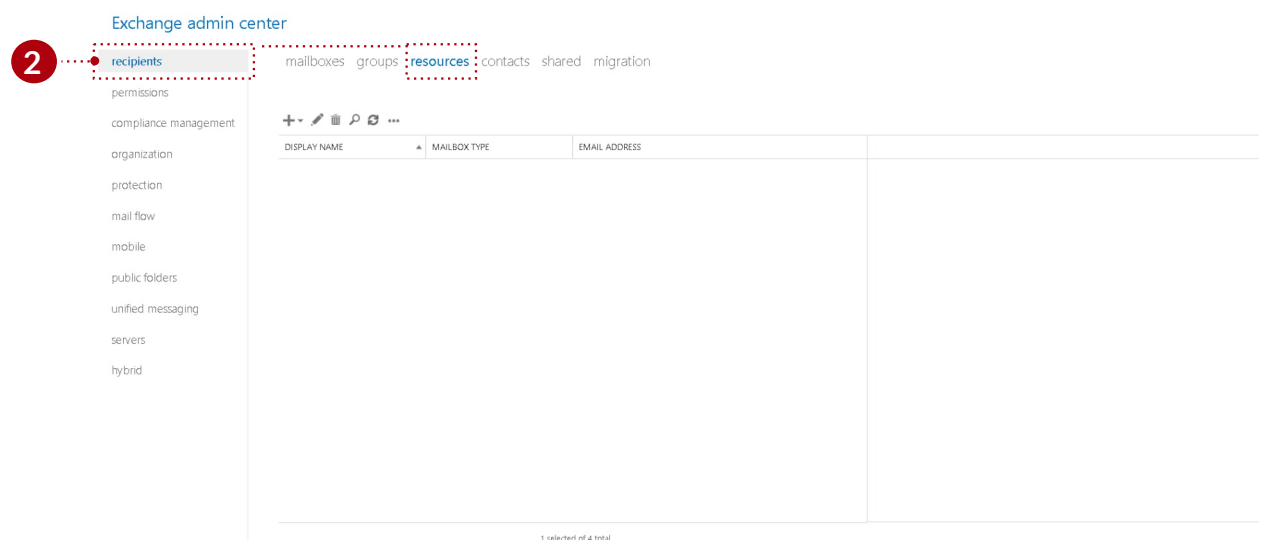 Exchange admin center
2
recipients
permissions
compliance management
organization
protection
mail flow
mobile
public folders
unified messaging
servers
hybrid
mailboxes groups resources contacts shared migration
DISPLAY NAME MAILBOX TYPE EMAIL ADDRESS
1 selected of 4 total